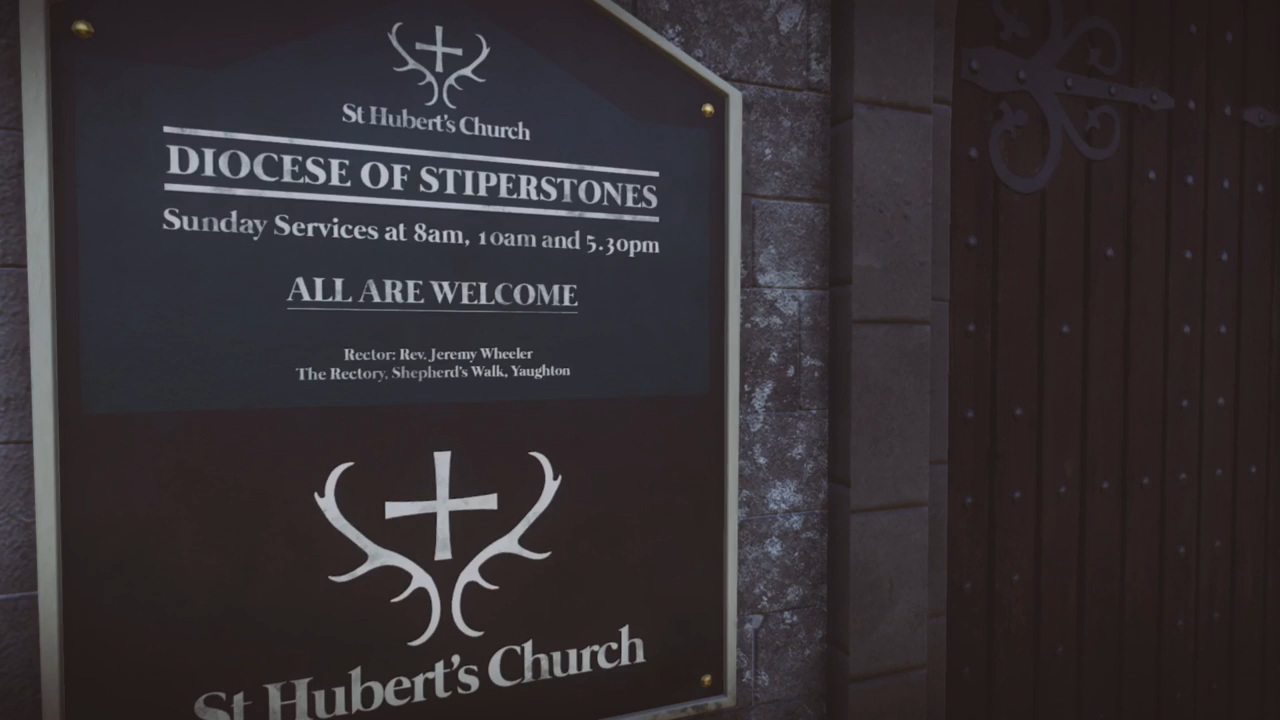 St Hubert's Church
DIOCESE OF STIPERSTONES
Sunday Services at 8am, 10am and 5.30pm
ALL ARE WELCOME
Rector: Rev. Jeremy Wheeler
The Rectory, Shepherd's Walk, Yaughton
St Hubert's Church